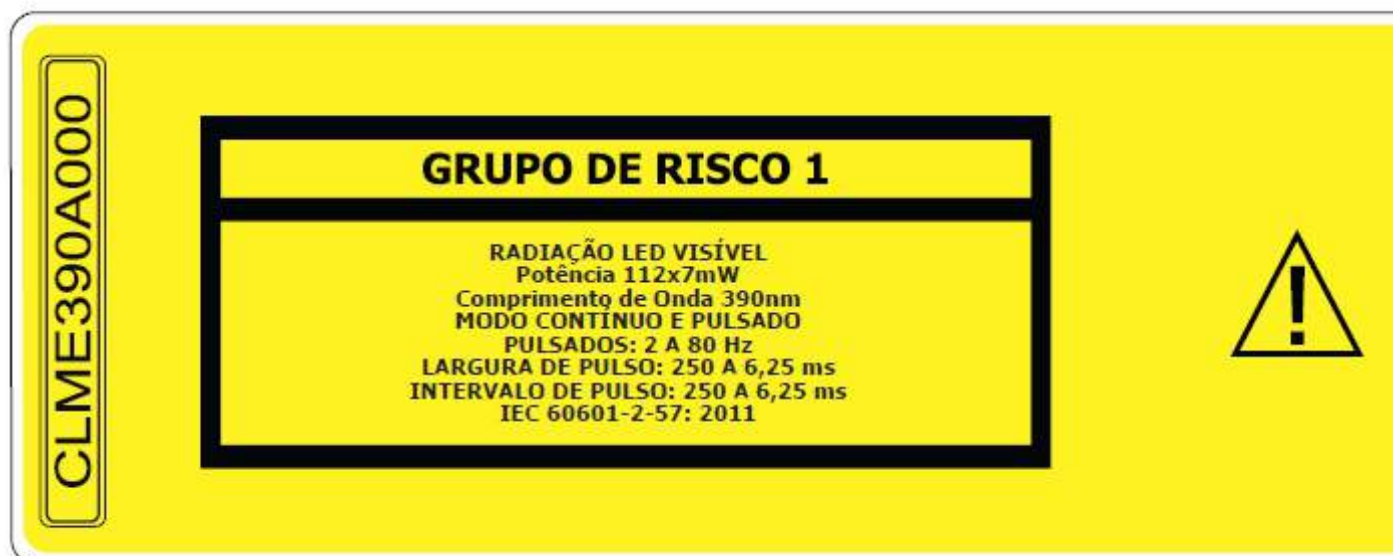 CLME390A000
GRUPO DE RISCO 1
RADIAÇÃO LED VISÍVEL
Potência 112x7mW
Comprimento de Onda 390nm
MODO CONTÍNUO E PULSADO
PULSADOS: 2 A 80 Hz
LARGURA DE PULSO: 250 A 6,25 ms
INTERVALO DE PULSO: 250 A 6,25 ms
IEC 60601-2-57: 2011
!